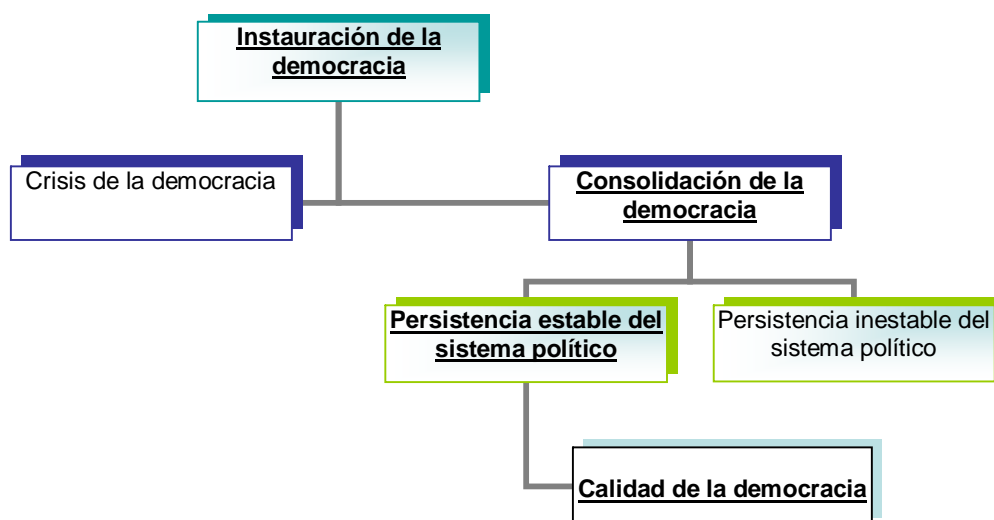 Instauración de la
democracia
Crisis de la democracia
Consolidación de la
democracia
Persistencia estable del
sistema político
Persistencia inestable del
sistema político
Calidad de la democracia